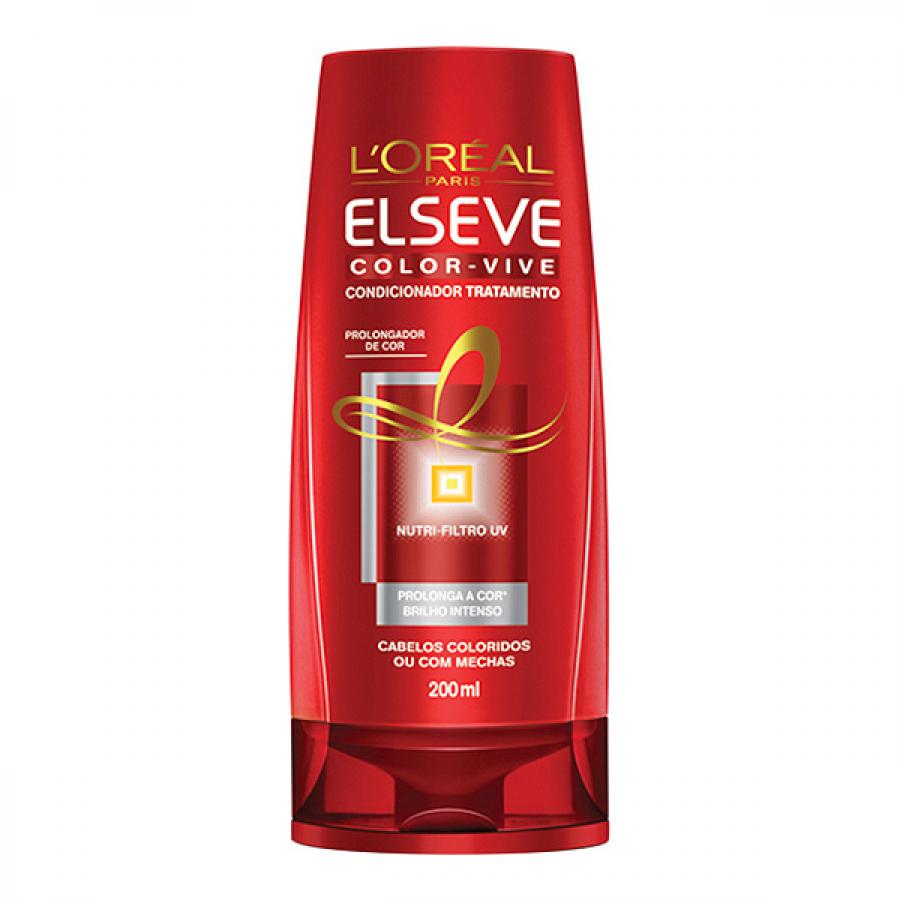 L'ORÉAL
PARIS
ELSEVE
COLOR-VIVE
CONDICIONADOR TRATAMENTO
PROLONGADOR
DE COR
NUTRI-FILTRO UV
PROLONGA A COR*
BRILHO INTENSO
CABELOS COLORIDOS
OU COM MECHAS
200ml